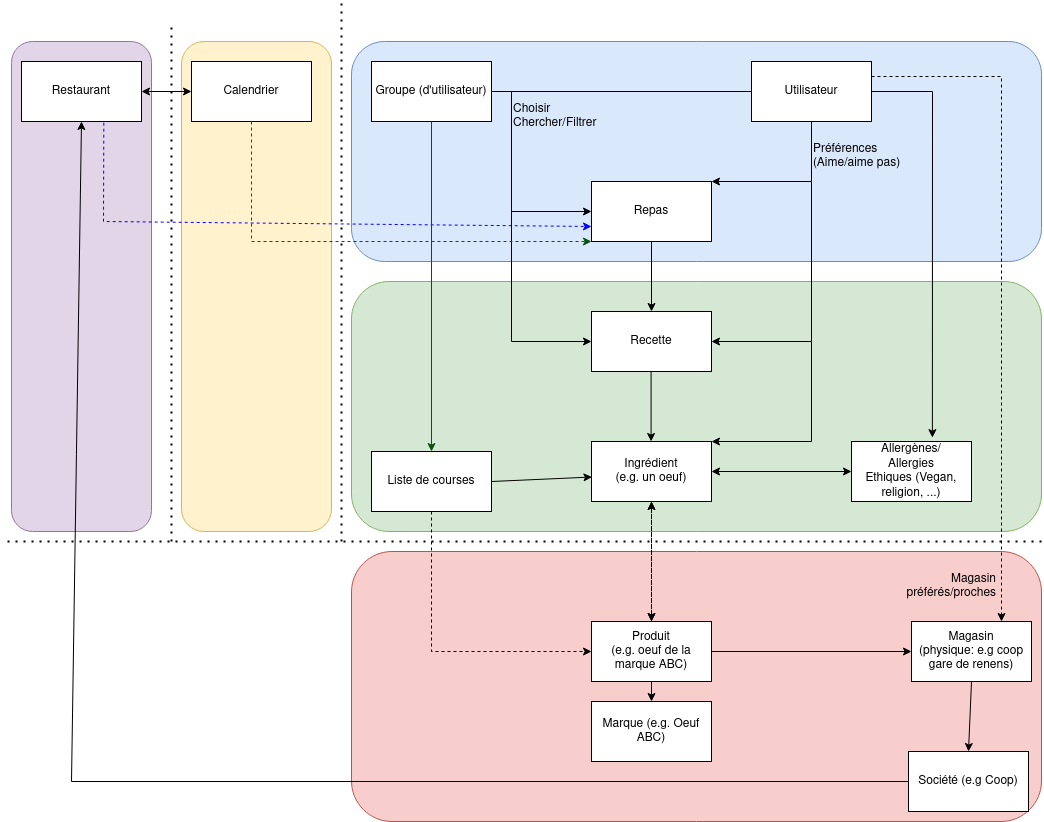 Restaurant
Calendrier
Groupe (d'utilisateur)
Utilisateur
Choisir
Chercher/Filtrer
Préférences
(Aime/aime pas)
Repas
Recette
Liste de courses
Ingrédient
(e.g. un oeuf)
Allergènes/
Allergies
Ethiques (Vegan,
religion, ...)
Magasin
préférés/proches
Produit
(e.g. oeuf de la
marque ABC)
Magasin
(physique: e.g coop
gare de renens)
Marque (e.g. Oeuf
ABC)
Société (e.g Coop)